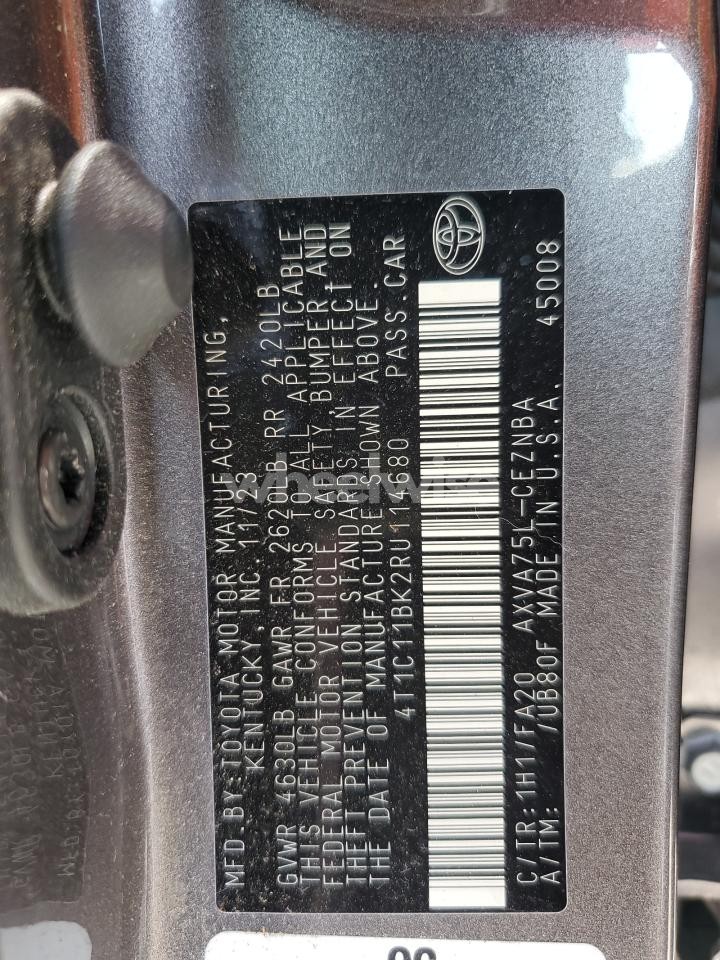 MFD. BY: TOYOTA MOTOR MANUFACTURING,
KENTUCKY, INC. 11/23
GVWR 4630LB GAWR FR 2620LB RR 2420LB
THIS VEHICLE CONFORMS TO ALL APPLICABLE
FEDERAL MOTOR VEHICLE SAFETY, BUMPER AND
THEFT PREVENTION STANDARDS IN EFFECT ON
THE DATE OF MANUFACTURE SHOWN ABOVE.
4T1C11BK2RU114680 PASS.CAR
C/TR: 1H1/FA20 AXVA75L-CEZNBA
A/TM: /UB80F MADE IN U.S.A. 45008
wheelwise